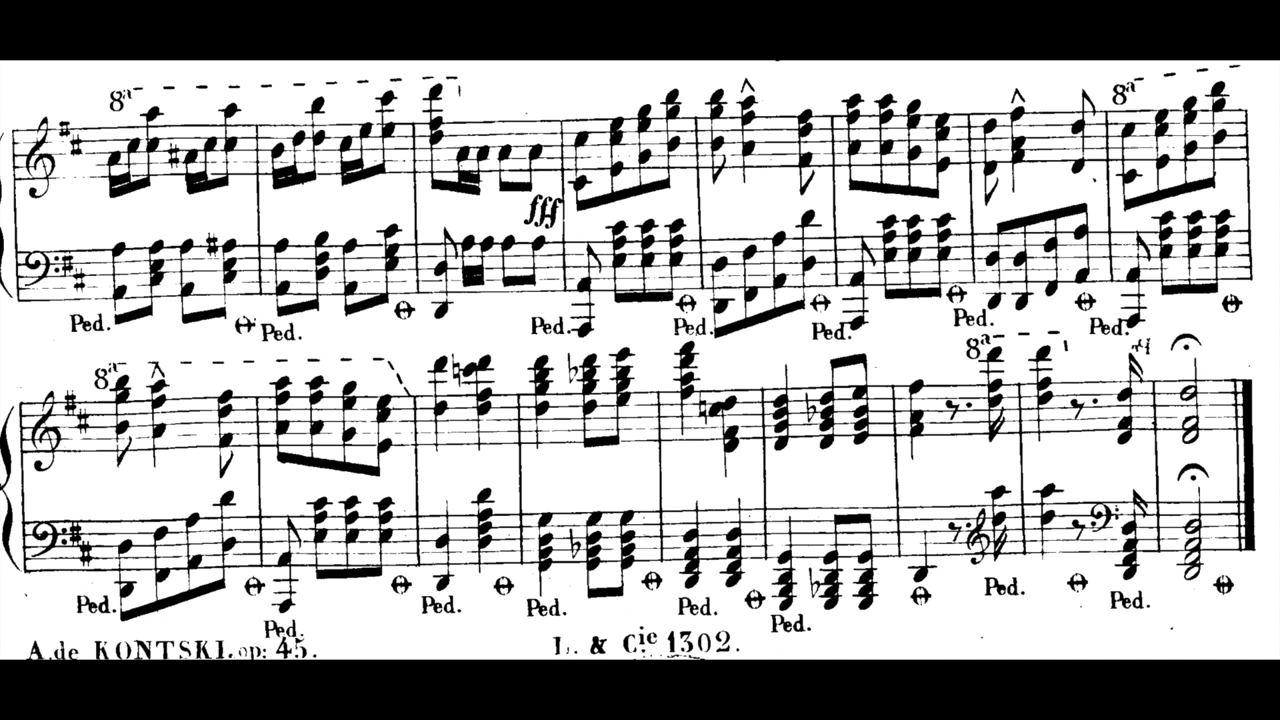 8ª
fff
8ª
Ped. Ped. Ped. Ped. Ped. Ped. Ped.
8ª
8ª
Ped. Ped. Ped. Ped. Ped. Ped. Ped. Ped.
A. de KONTSKI. op: 45. L. & Cie 1302.